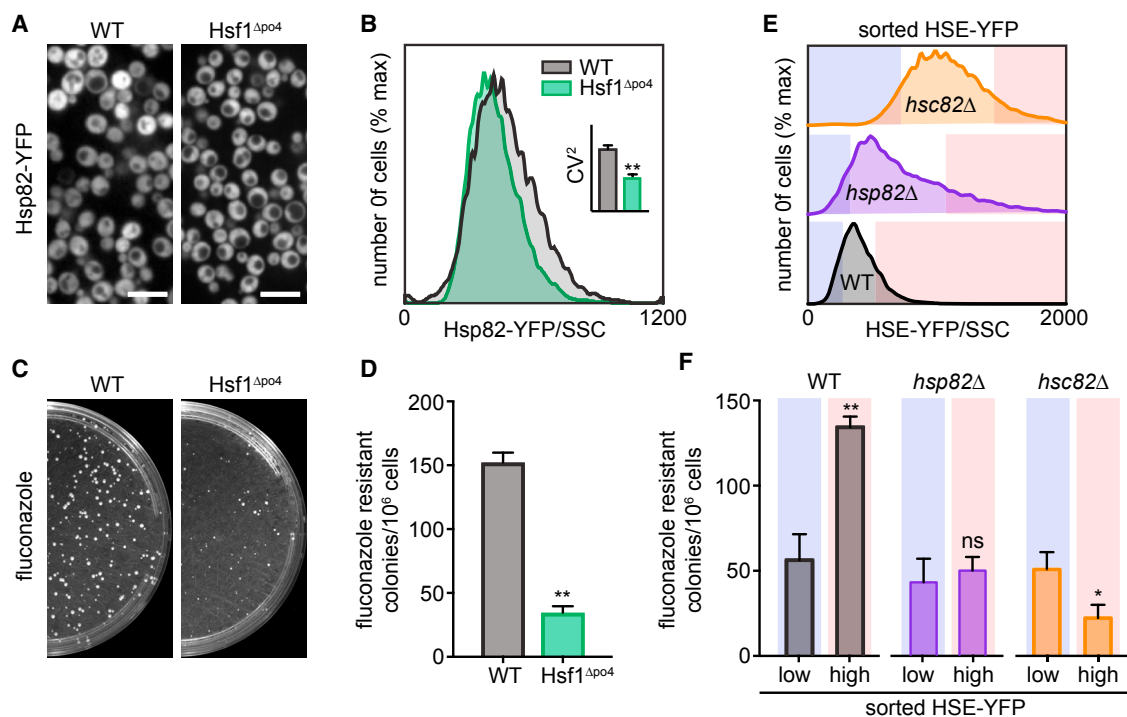 A
WT
Hsf1Δpo4
Hsp82-YFP
B
number of cells (% max)
WT
Hsf1Δpo4
CV2
**
0
1200
Hsp82-YFP/SSC
C
WT
Hsf1Δpo4
fluconazole
D
fluconazole resistant
colonies/106 cells
200
150
100
50
0
**
WT
Hsf1Δpo4
E
sorted HSE-YFP
number of cells (% max)
hsc82Δ
hsp82Δ
WT
0
2000
HSE-YFP/SSC
F
WT
hsp82Δ
hsc82Δ
fluconazole resistant
colonies/106 cells
150
100
50
0
**
ns
*
low
high
low
high
low
high
sorted HSE-YFP